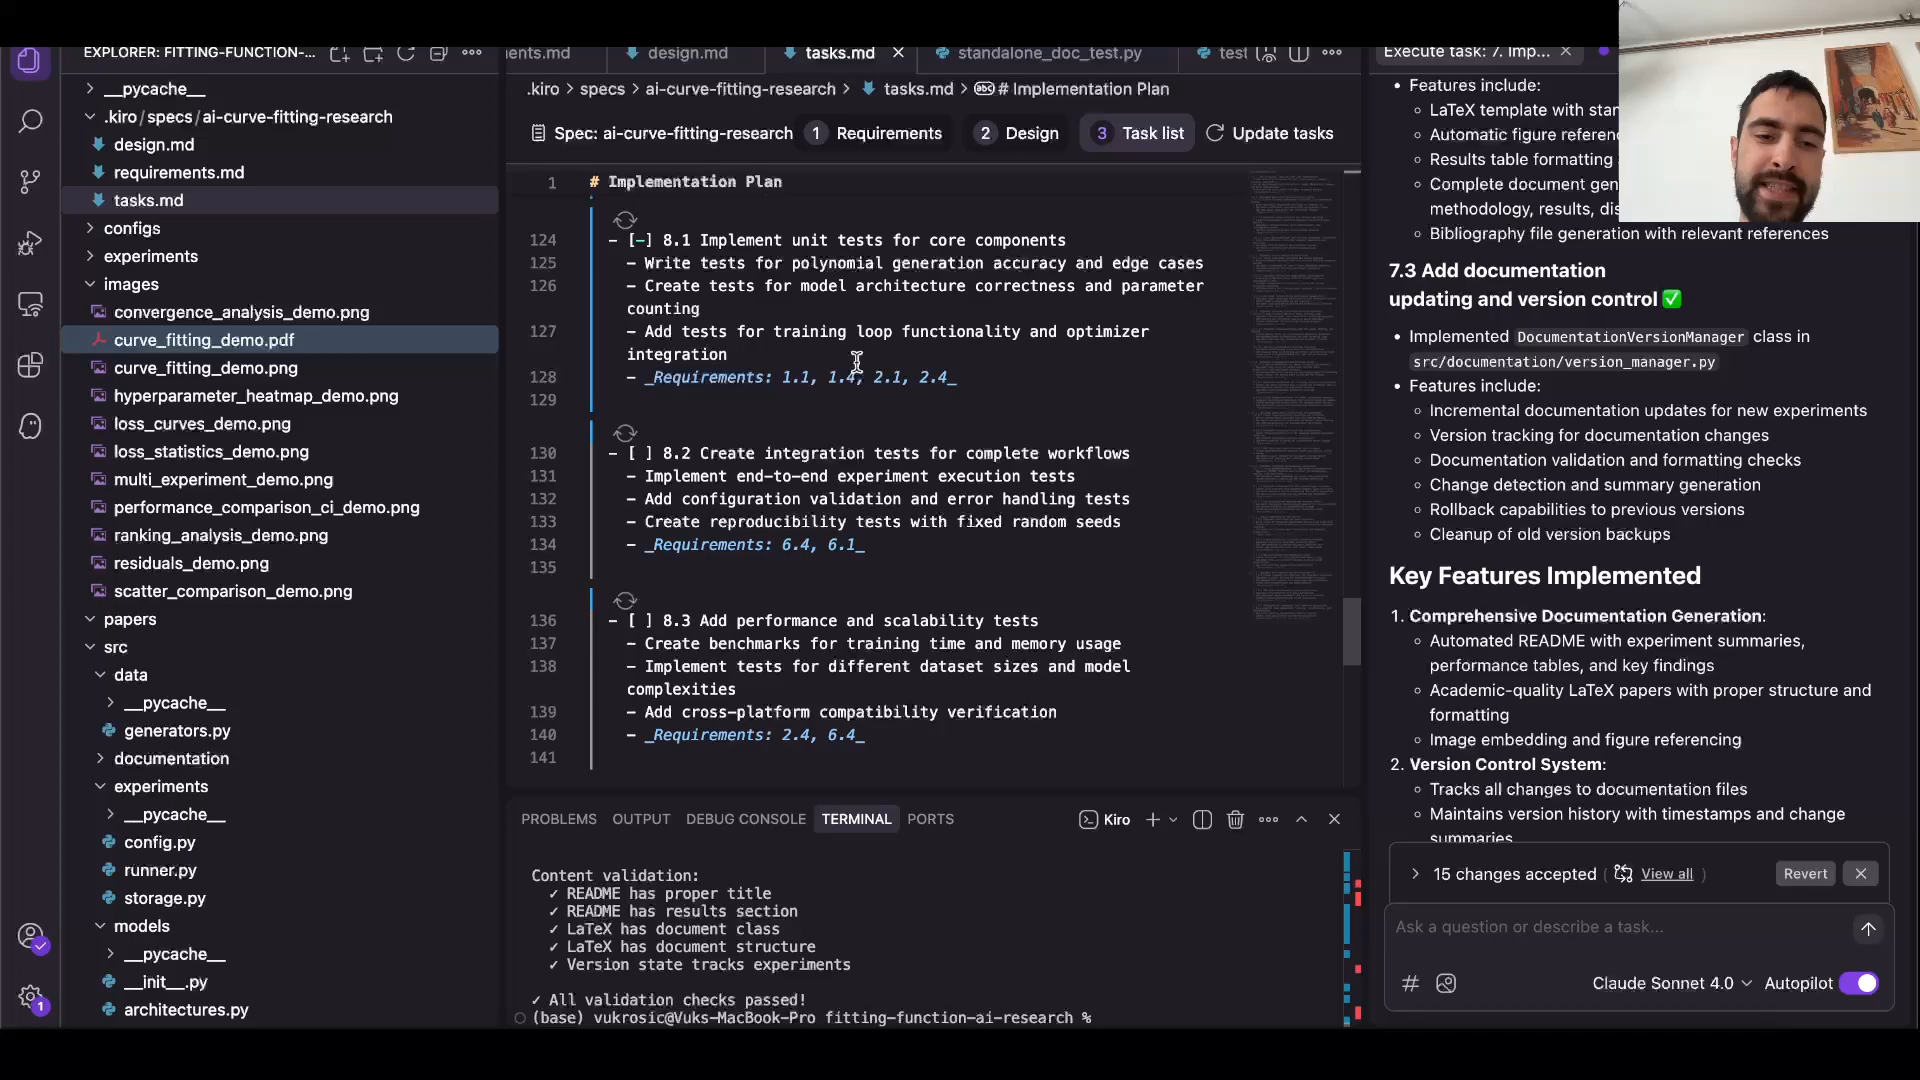 EXPLORER: FITTING-FUNCTION-...
__pycache__
.kiro/specs/ai-curve-fitting-research
design.md
requirements.md
tasks.md
configs
experiments
images
convergence_analysis_demo.png
curve_fitting_demo.pdf
curve_fitting_demo.png
hyperparameter_heatmap_demo.png
loss_curves_demo.png
loss_statistics_demo.png
multi_experiment_demo.png
performance_comparison_ci_demo.png
ranking_analysis_demo.png
residuals_demo.png
scatter_comparison_demo.png
papers
src
data
__pycache__
generators.py
documentation
experiments
__pycache__
config.py
runner.py
storage.py
models
__pycache__
__init__.py
architectures.py
1
ents.md design.md tasks.md standalone_doc_test.py test
.kiro > specs > ai-curve-fitting-research > tasks.md > # Implementation Plan
Spec: ai-curve-fitting-research 1 Requirements 2 Design 3 Task list Update tasks
1 # Implementation Plan
124 - [-] 8.1 Implement unit tests for core components
125 - Write tests for polynomial generation accuracy and edge cases
126 - Create tests for model architecture correctness and parameter
counting
127 - Add tests for training loop functionality and optimizer
integration
128 - _Requirements: 1.1, 1.4, 2.1, 2.4_
129
130 - [ ] 8.2 Create integration tests for complete workflows
131 - Implement end-to-end experiment execution tests
132 - Add configuration validation and error handling tests
133 - Create reproducibility tests with fixed random seeds
134 - _Requirements: 6.4, 6.1_
135
136 - [ ] 8.3 Add performance and scalability tests
137 - Create benchmarks for training time and memory usage
138 - Implement tests for different dataset sizes and model
complexities
139 - Add cross-platform compatibility verification
140 - _Requirements: 2.4, 6.4_
141
PROBLEMS OUTPUT DEBUG CONSOLE TERMINAL PORTS Kiro
Content validation:
✓ README has proper title
✓ README has results section
✓ LaTeX has document class
✓ LaTeX has document structure
✓ Version state tracks experiments
✓ All validation checks passed!
(base) vukrosic@Vuks-MacBook-Pro fitting-function-ai-research %
Execute task: 7. Imp...
• Features include:
LaTeX template with stan
Automatic figure referen
Results table formatting
Complete document gen
methodology, results, dis
Bibliography file generation with relevant references
7.3 Add documentation
updating and version control ✅
• Implemented DocumentationVersionManager class in
src/documentation/version_manager.py
• Features include:
Incremental documentation updates for new experiments
Version tracking for documentation changes
Documentation validation and formatting checks
Change detection and summary generation
Rollback capabilities to previous versions
Cleanup of old version backups
Key Features Implemented
1. Comprehensive Documentation Generation:
Automated README with experiment summaries,
performance tables, and key findings
Academic-quality LaTeX papers with proper structure and
formatting
Image embedding and figure referencing
2. Version Control System:
Tracks all changes to documentation files
Maintains version history with timestamps and change
summaries
15 changes accepted ( View all ) Revert
Ask a question or describe a task...
# Claude Sonnet 4.0 Autopilot